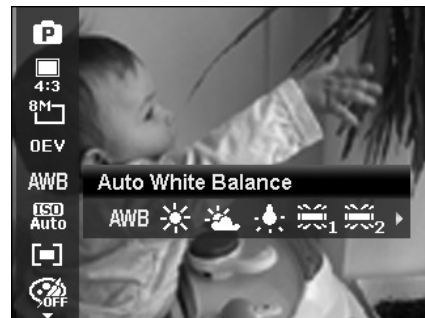 P
4:3
8M
0EV
AWB
Auto White Balance
ISO
Auto
AWB
1
2
OFF